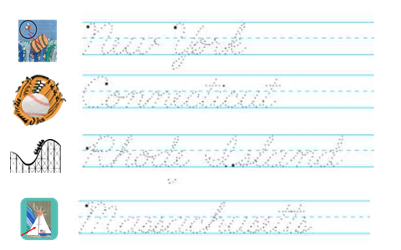 New York
Connecticut
Rhode Island
Massachusetts